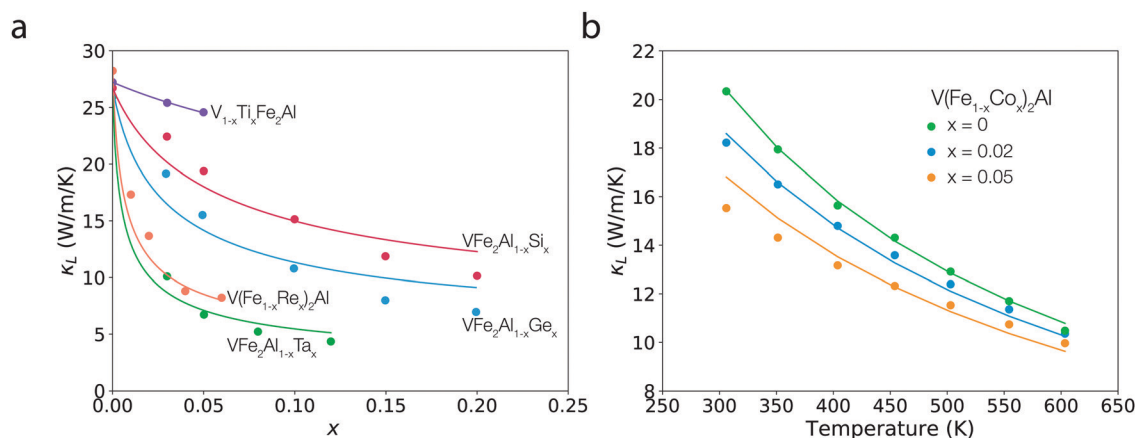 a
30
25
20
15
10
5
0
κL (W/m/K)
0.00
0.05
0.10
0.15
0.20
0.25
x
V1-xTixFe2Al
VFe2Al1-xSix
V(Fe1-xRex)2Al
VFe2Al1-xGex
VFe2Al1-xTax
b
22
20
18
16
14
12
10
8
κL (W/m/K)
250
300
350
400
450
500
550
600
650
Temperature (K)
V(Fe1-xCox)2Al
x = 0
x = 0.02
x = 0.05